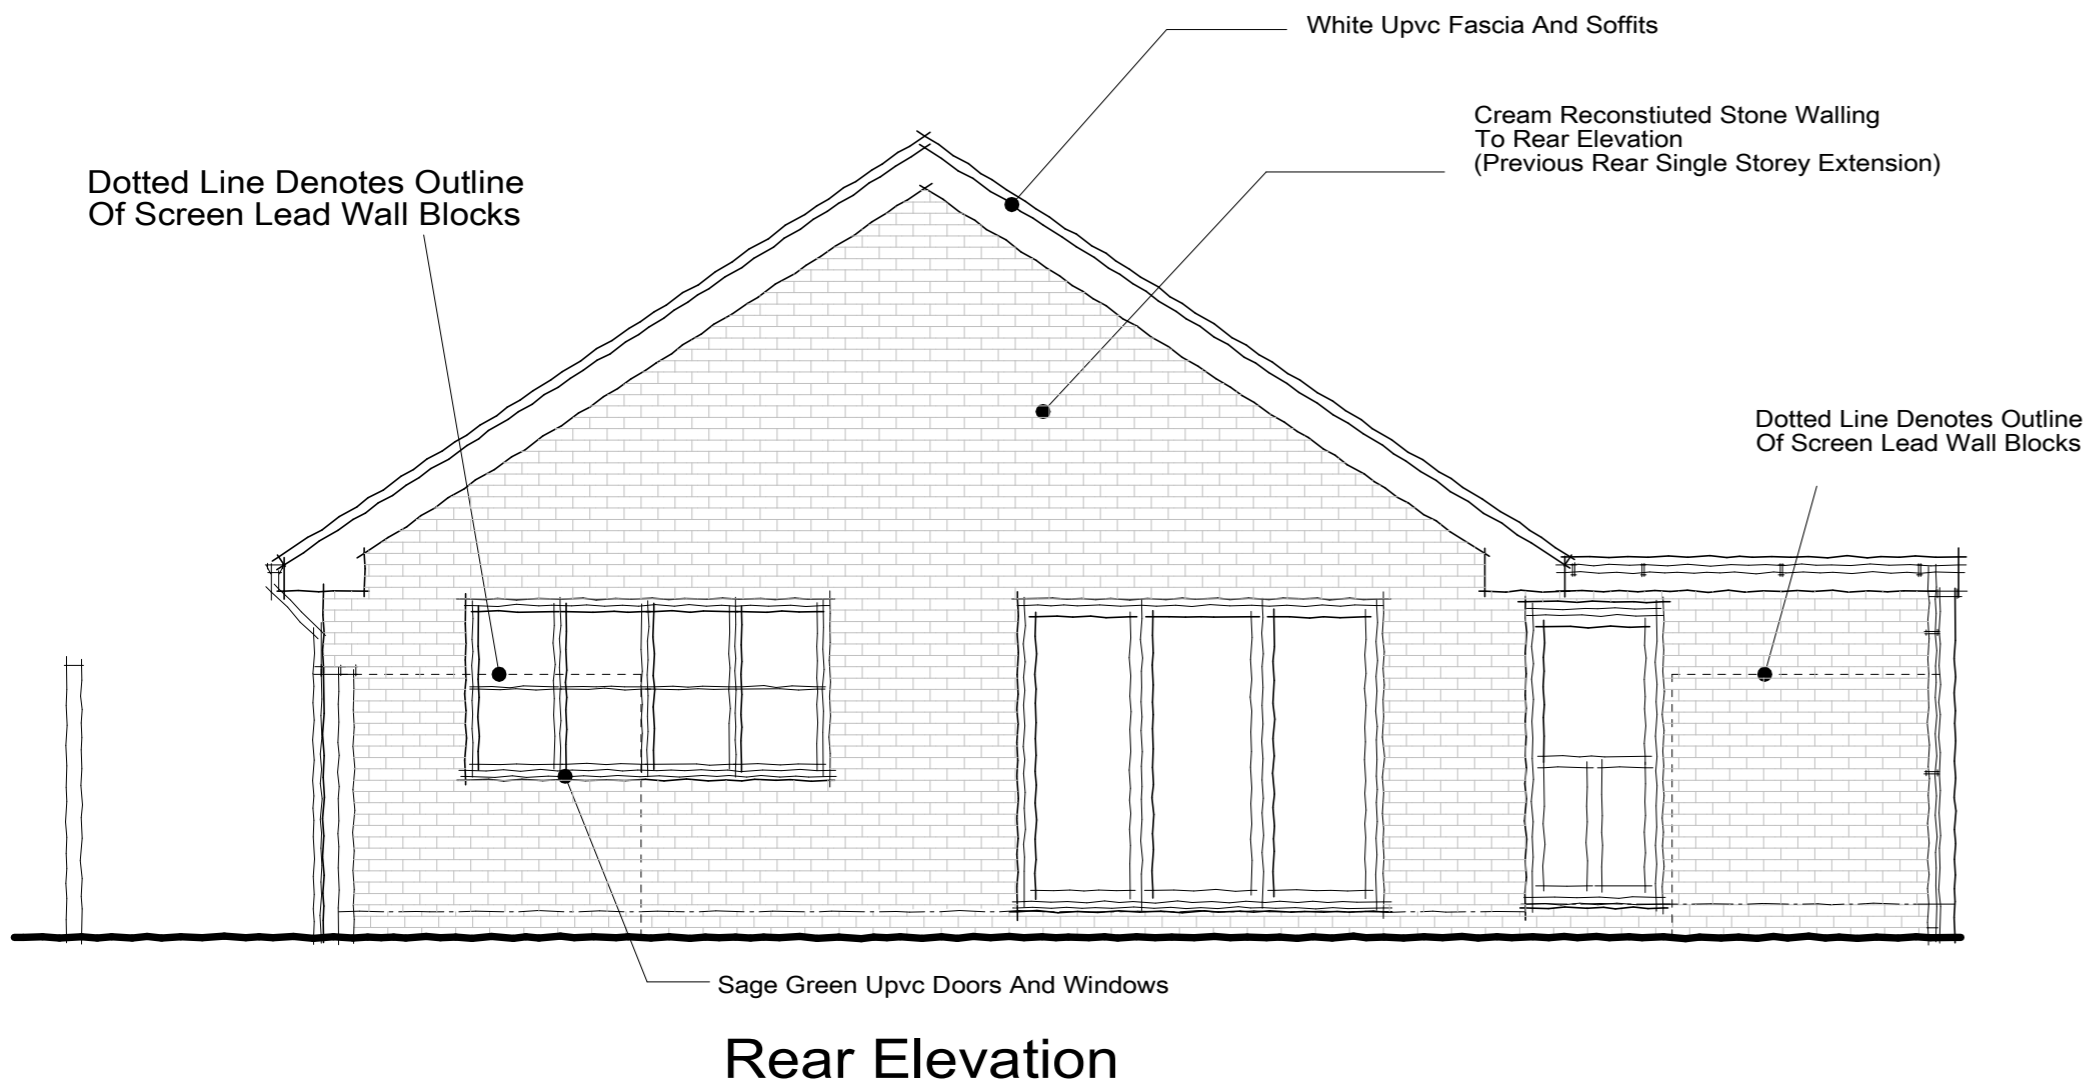 White Upvc Fascia And Soffits
Cream Reconstiuted Stone Walling
To Rear Elevation
(Previous Rear Single Storey Extension)
Dotted Line Denotes Outline
Of Screen Lead Wall Blocks
Dotted Line Denotes Outline
Of Screen Lead Wall Blocks
Sage Green Upvc Doors And Windows
Rear Elevation